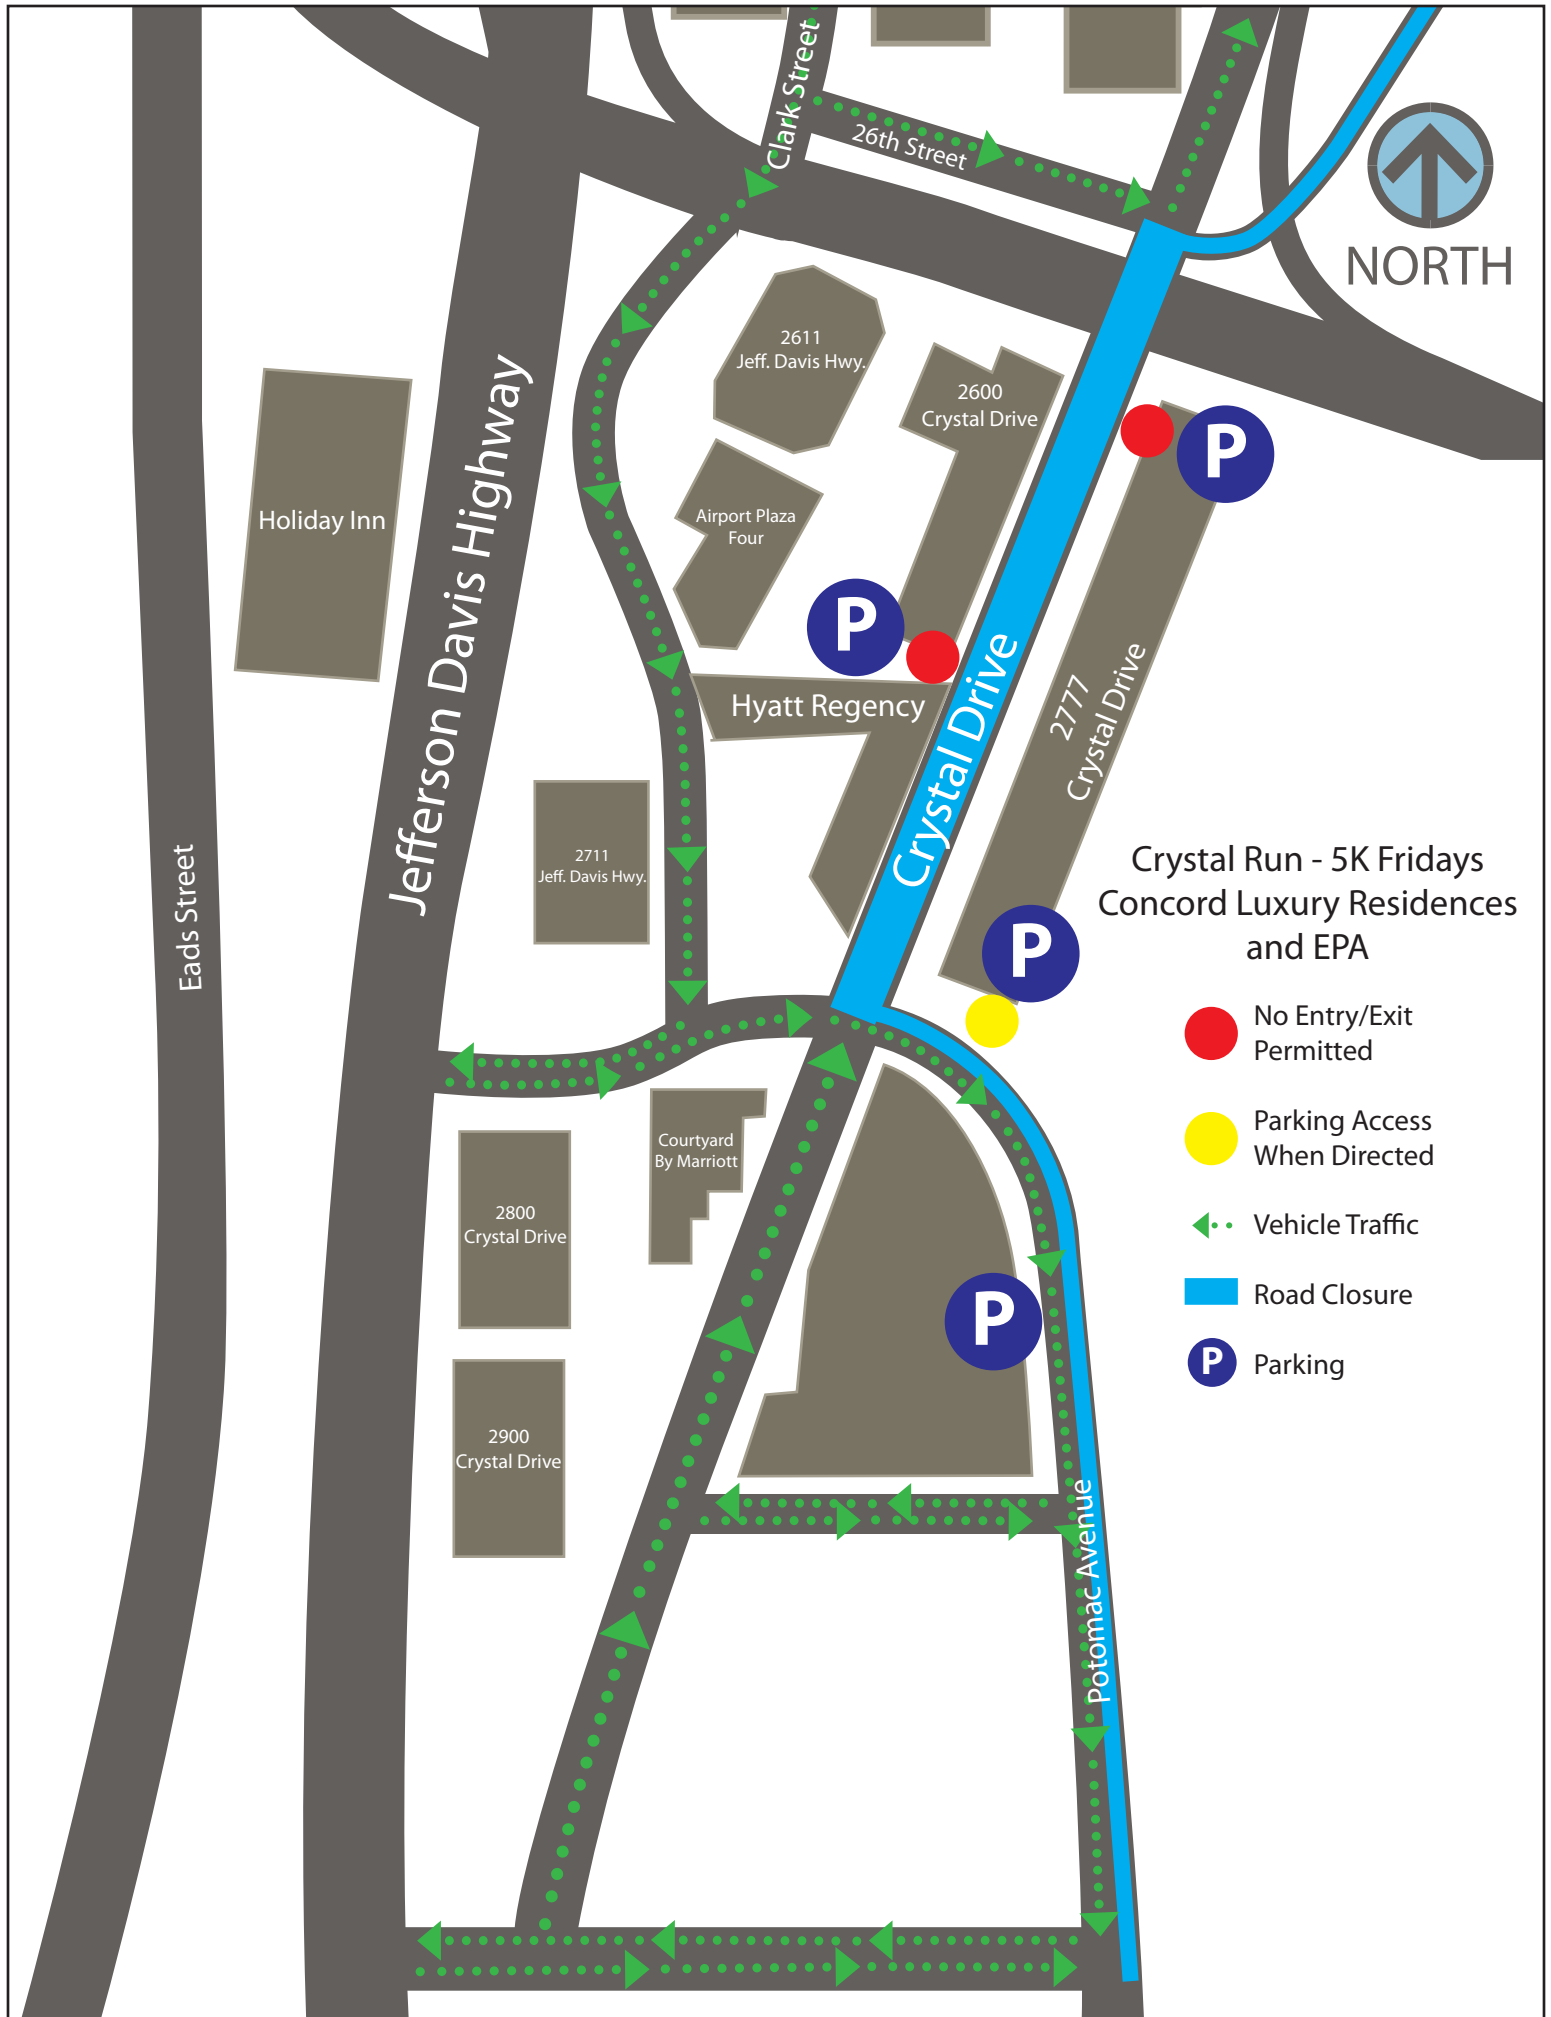 Clark Street
26th Street
NORTH
2611
Jeff. Davis Hwy.
2600
Crystal Drive
P
Holiday Inn
Jefferson Davis Highway
Airport Plaza
Four
P
Hyatt Regency
Crystal Drive
2777
Crystal Drive
2711
Jeff. Davis Hwy.
Eads Street
P
Crystal Run - 5K Fridays
Concord Luxury Residences
and EPA
No Entry/Exit
Permitted
Parking Access
When Directed
Vehicle Traffic
Road Closure
P Parking
Courtyard
By Marriott
2800
Crystal Drive
P
2900
Crystal Drive
Potomac Avenue